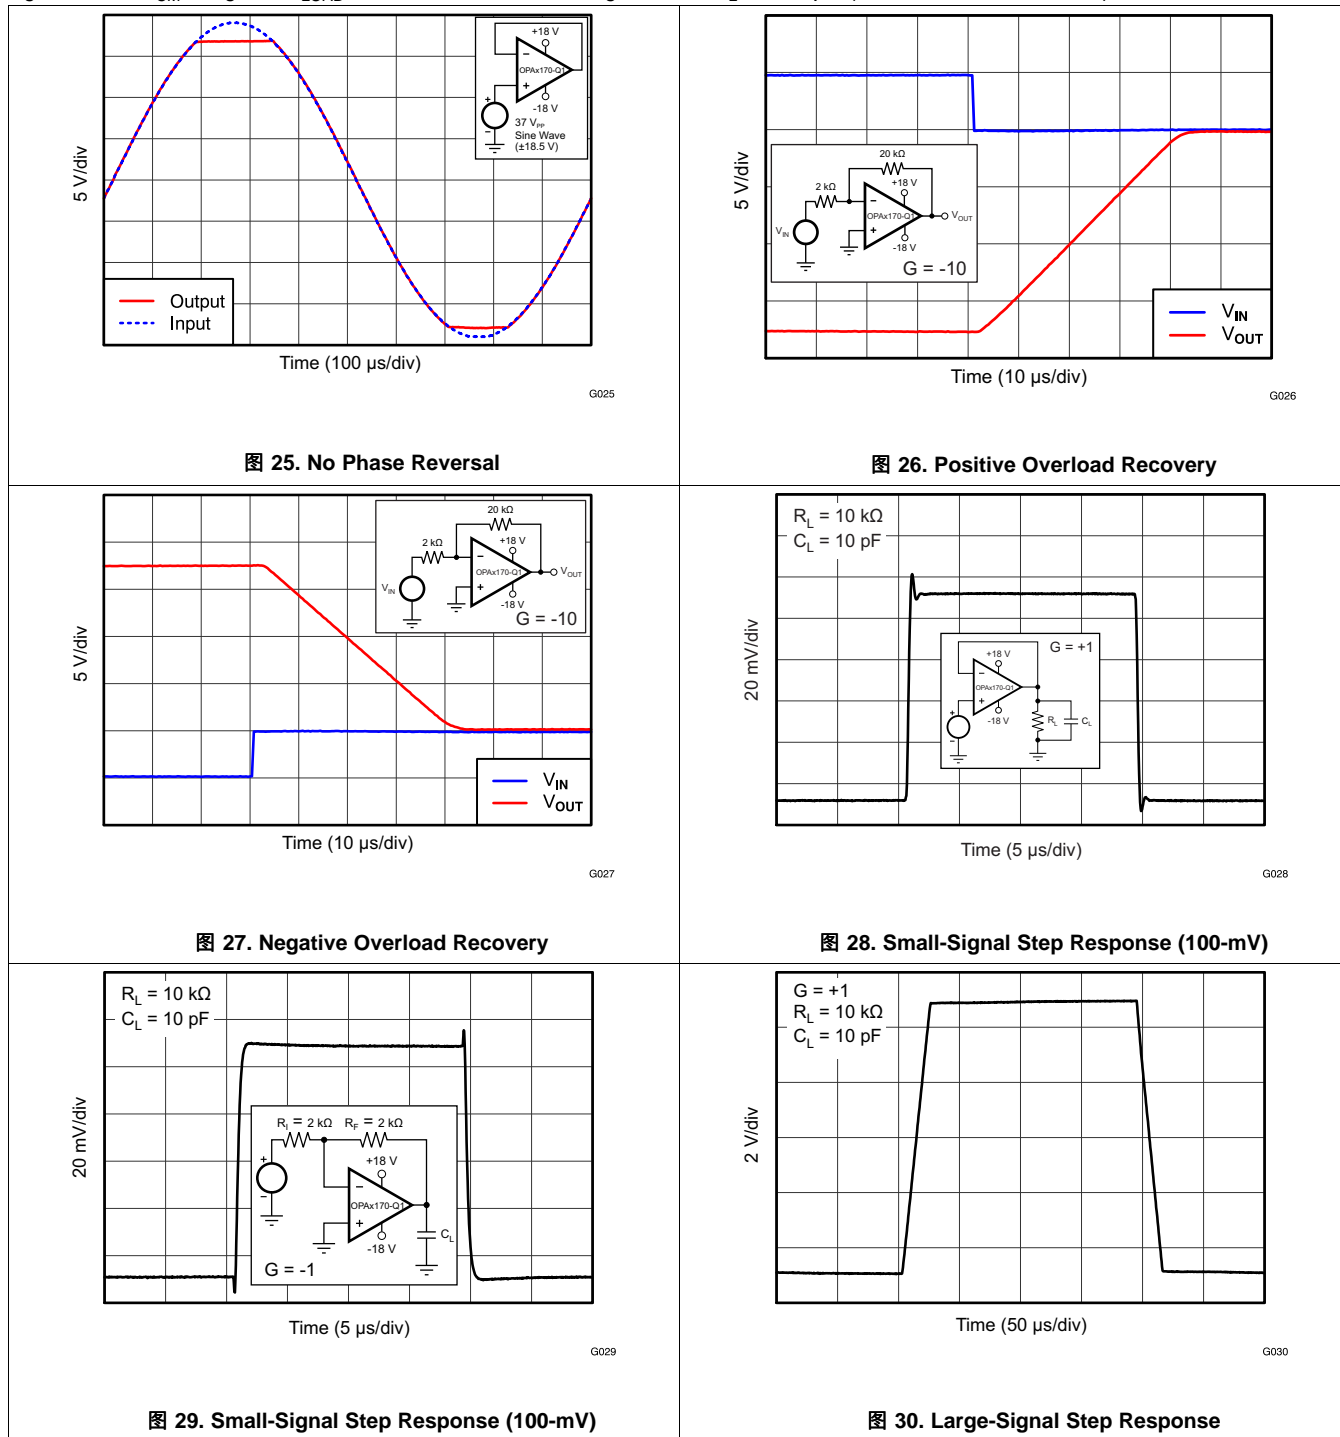 5 V/div
+18 V
OPAx170-Q1
-18 V
37 VPP
Sine Wave
(±18.5 V)
Output
Input
Time (100 µs/div)
G025
图 25. No Phase Reversal
5 V/div
20 kΩ
2 kΩ
+18 V
OPAx170-Q1
VOUT
VIN
-18 V
G = -10
VIN
VOUT
Time (10 µs/div)
G026
图 26. Positive Overload Recovery
5 V/div
20 kΩ
2 kΩ
+18 V
OPAx170-Q1
VOUT
VIN
-18 V
G = -10
VIN
VOUT
Time (10 µs/div)
G027
图 27. Negative Overload Recovery
RL = 10 kΩ
CL = 10 pF
20 mV/div
G = +1
+18 V
OPAx170-Q1
-18 V
RL
CL
Time (5 µs/div)
G028
图 28. Small-Signal Step Response (100-mV)
RL = 10 kΩ
CL = 10 pF
20 mV/div
RI = 2 kΩ
RF = 2 kΩ
+18 V
OPAx170-Q1
CL
-18 V
G = -1
Time (5 µs/div)
G029
图 29. Small-Signal Step Response (100-mV)
G = +1
RL = 10 kΩ
CL = 10 pF
2 V/div
Time (50 µs/div)
G030
图 30. Large-Signal Step Response